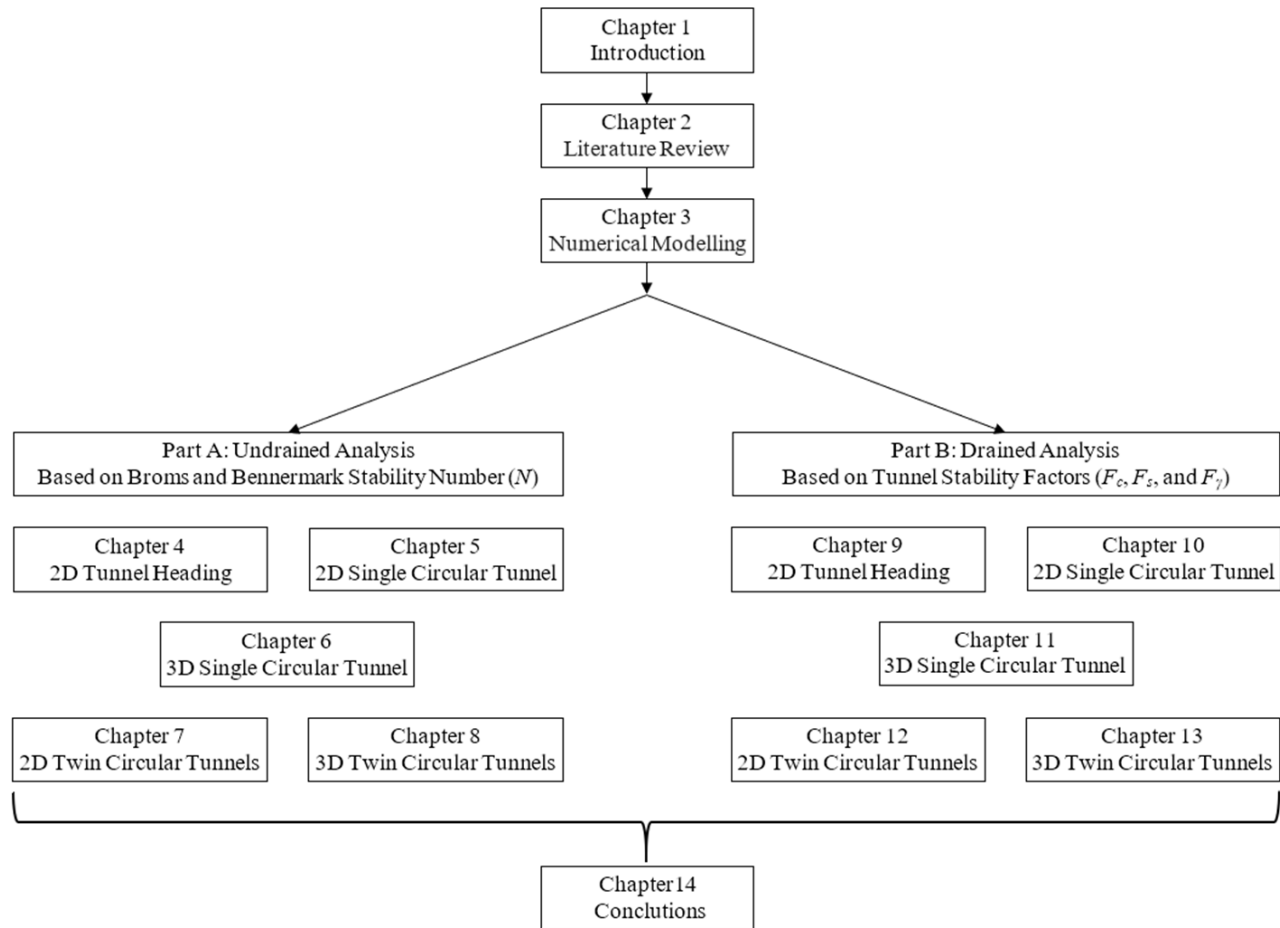 Chapter 1
Introduction
Chapter 2
Literature Review
Chapter 3
Numerical Modelling
Part A: Undrained Analysis
Based on Broms and Bennermark Stability Number (N)
Part B: Drained Analysis
Based on Tunnel Stability Factors (Fc, Fs, and Fγ)
Chapter 4
2D Tunnel Heading
Chapter 5
2D Single Circular Tunnel
Chapter 9
2D Tunnel Heading
Chapter 10
2D Single Circular Tunnel
Chapter 6
3D Single Circular Tunnel
Chapter 11
3D Single Circular Tunnel
Chapter 7
2D Twin Circular Tunnels
Chapter 8
3D Twin Circular Tunnels
Chapter 12
2D Twin Circular Tunnels
Chapter 13
3D Twin Circular Tunnels
Chapter14
Conclutions